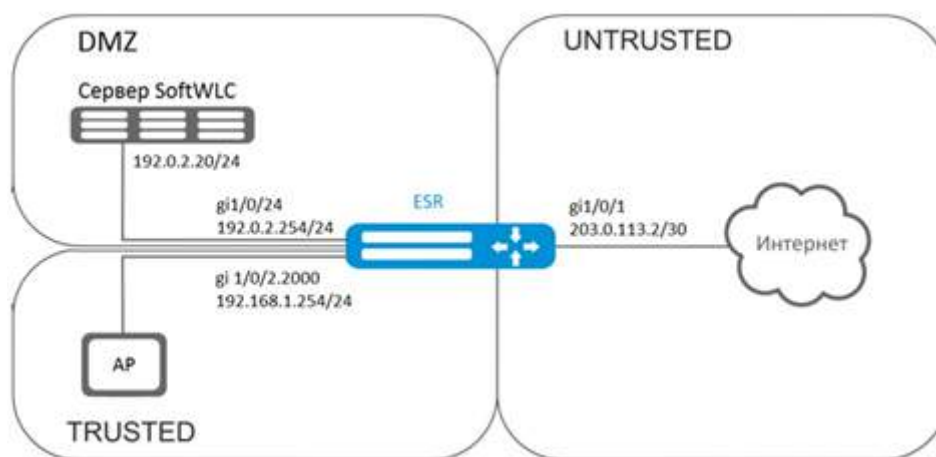 DMZ
UNTRUSTED
Сервер SoftWLC
192.0.2.20/24
gi1/0/24
192.0.2.254/24
ESR
gi1/0/1
203.0.113.2/30
Интернет
gi 1/0/2.2000
192.168.1.254/24
AP
TRUSTED